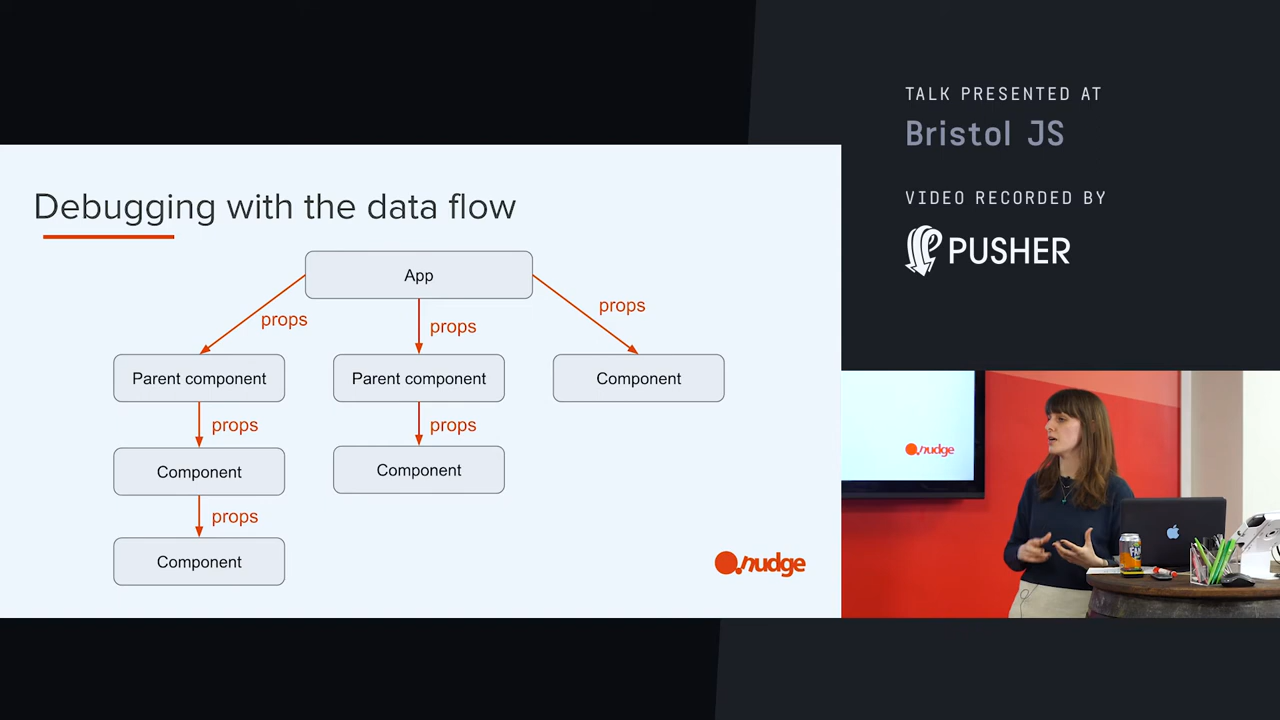 TALK PRESENTED AT
Bristol JS
VIDEO RECORDED BY
PUSHER
Debugging with the data flow
App
props
props
props
Parent component
Parent component
Component
props
props
Component
Component
props
Component
nudge
nudge